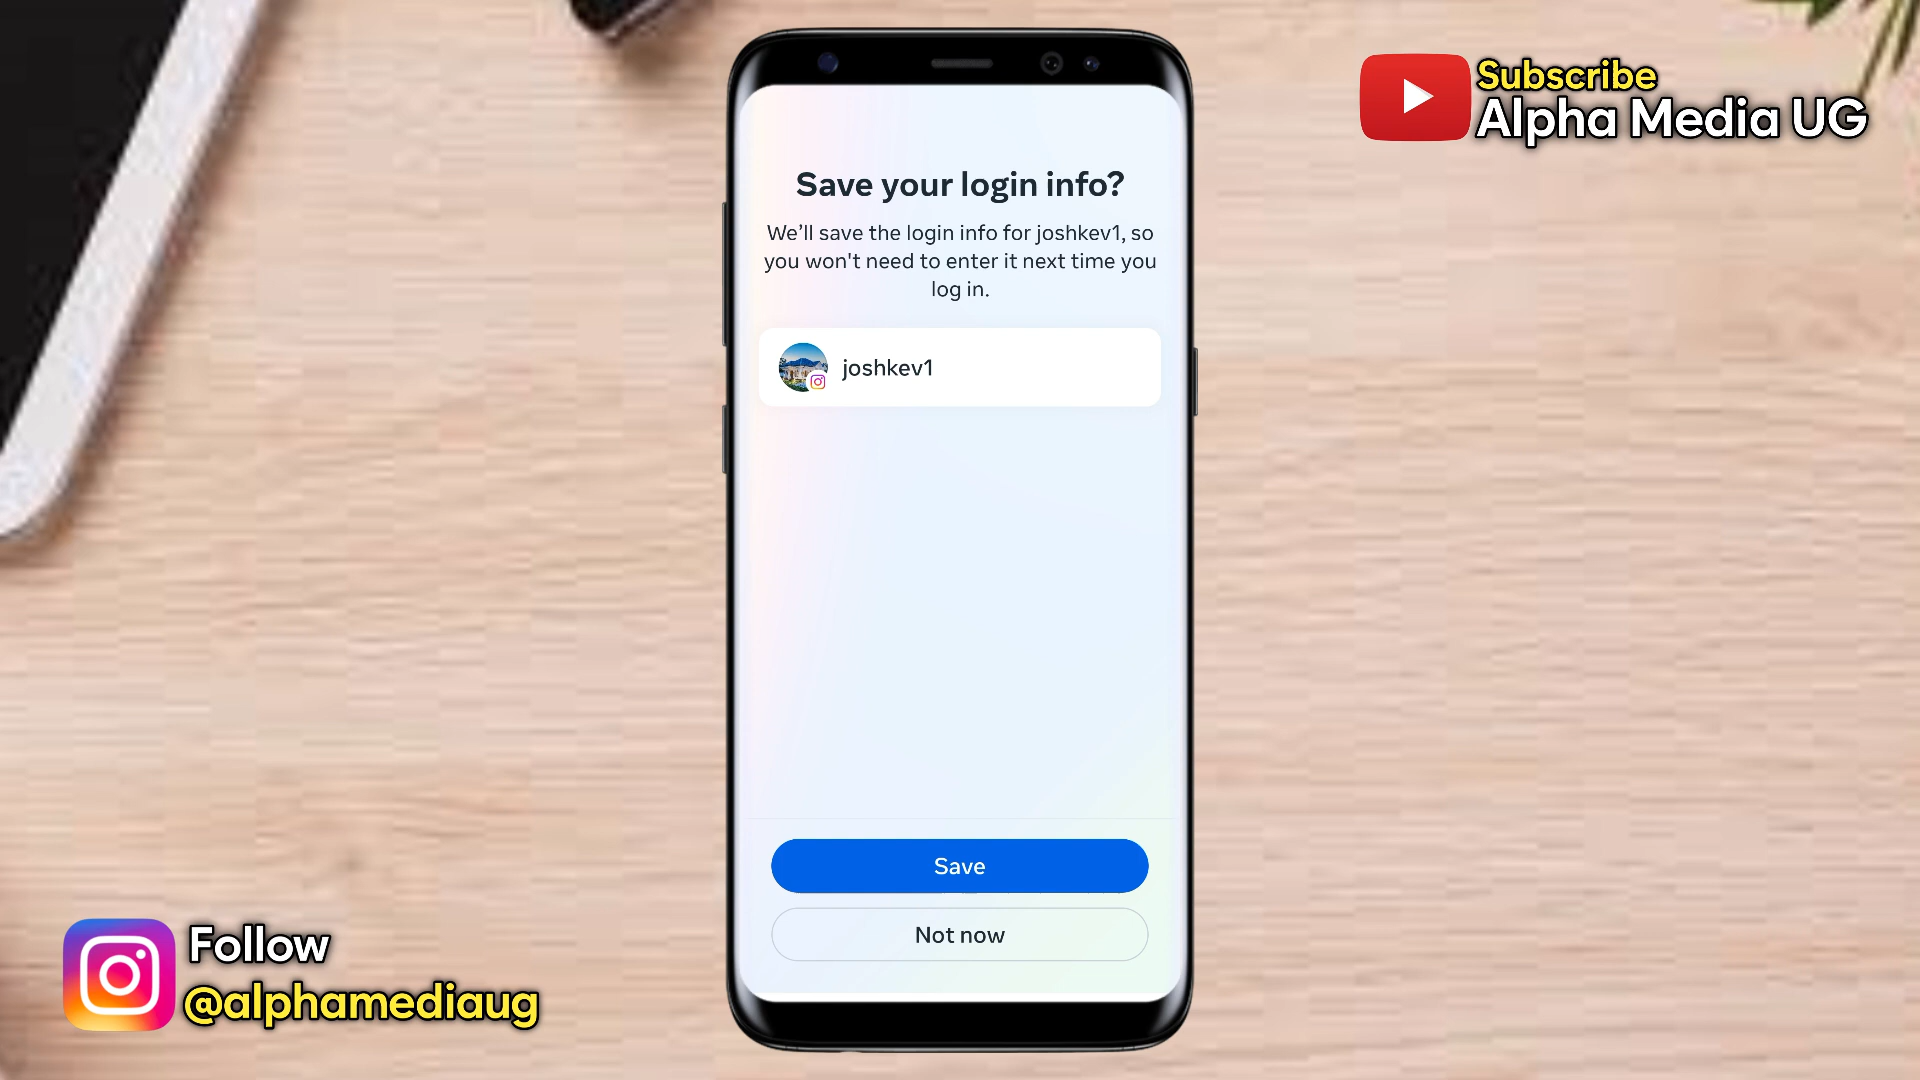 Subscribe
Alpha Media UG
Save your login info?
We’ll save the login info for joshkev1, so
you won't need to enter it next time you
log in.
joshkev1
Save
Not now
Follow
@alphamediaug